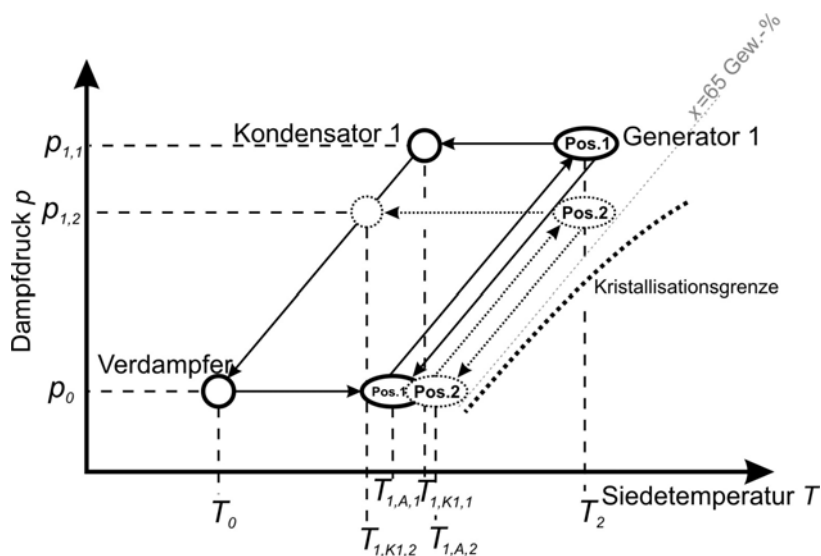 x=65 Gew.-%
Kondensator 1
Pos.1
Generator 1
p1,1
p1,2
Pos.2
Dampfdruck p
Kristallisationsgrenze
Verdampfer
p0
Pos.1
Pos.2
T0
T1,A,1
T1,K1,1
T2
Siedetemperatur T
T1,K1,2
T1,A,2